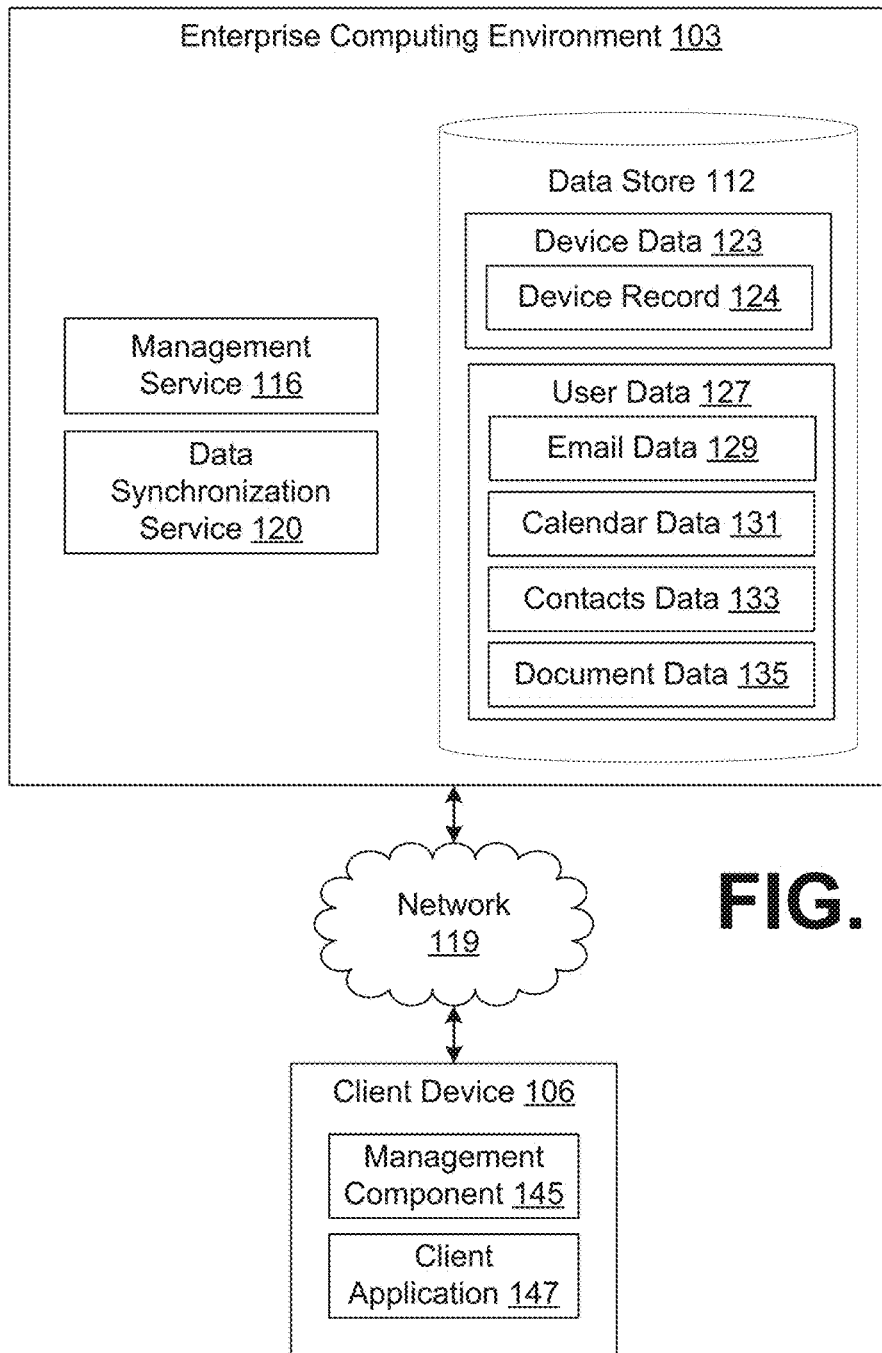 Enterprise Computing Environment 103
Data Store 112
Device Data 123
Device Record 124
Management
Service 116
Data
Synchronization
Service 120
User Data 127
Email Data 129
Calendar Data 131
Contacts Data 133
Document Data 135
Network
119
FIG.
Client Device 106
Management
Component 145
Client
Application 147